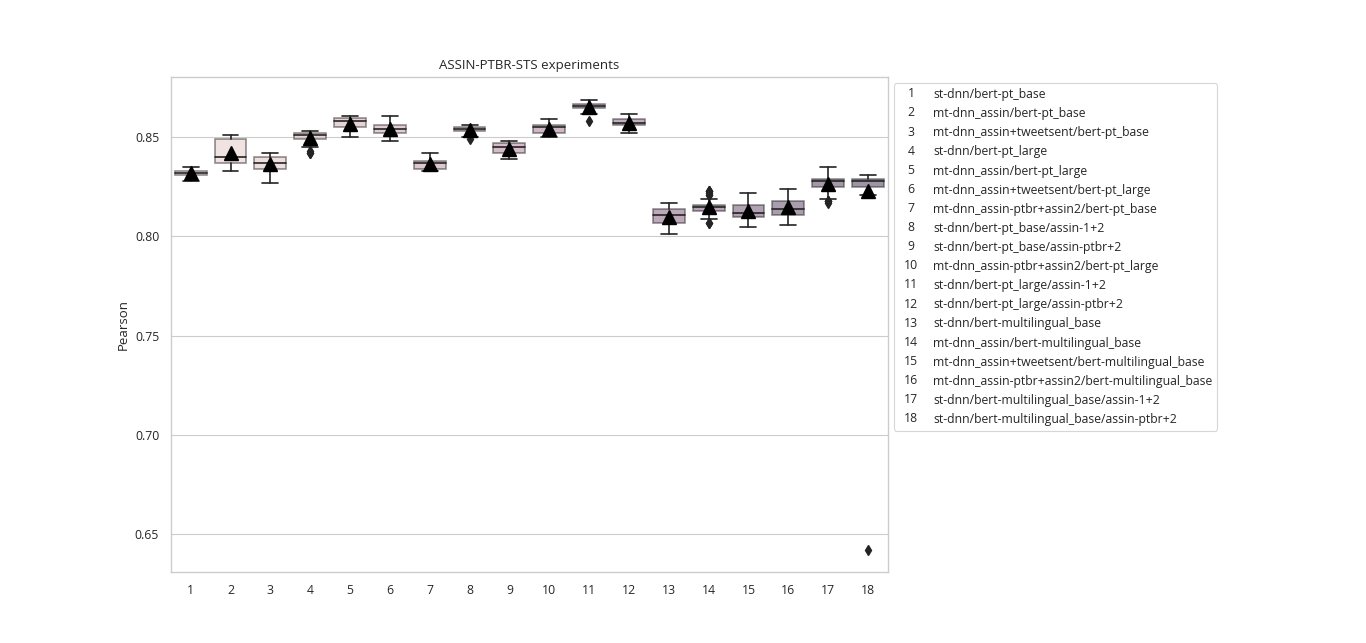 ASSIN-PTBR-STS experiments
Pearson
0.85
0.80
0.75
0.70
0.65
1 2 3 4 5 6 7 8 9 10 11 12 13 14 15 16 17 18
1 st-dnn/bert-pt_base
2 mt-dnn_assin/bert-pt_base
3 mt-dnn_assin+tweetsent/bert-pt_base
4 st-dnn/bert-pt_large
5 mt-dnn_assin/bert-pt_large
6 mt-dnn_assin+tweetsent/bert-pt_large
7 mt-dnn_assin-ptbr+assin2/bert-pt_base
8 st-dnn/bert-pt_base/assin-1+2
9 st-dnn/bert-pt_base/assin-ptbr+2
10 mt-dnn_assin-ptbr+assin2/bert-pt_large
11 st-dnn/bert-pt_large/assin-1+2
12 st-dnn/bert-pt_large/assin-ptbr+2
13 st-dnn/bert-multilingual_base
14 mt-dnn_assin/bert-multilingual_base
15 mt-dnn_assin+tweetsent/bert-multilingual_base
16 mt-dnn_assin-ptbr+assin2/bert-multilingual_base
17 st-dnn/bert-multilingual_base/assin-1+2
18 st-dnn/bert-multilingual_base/assin-ptbr+2